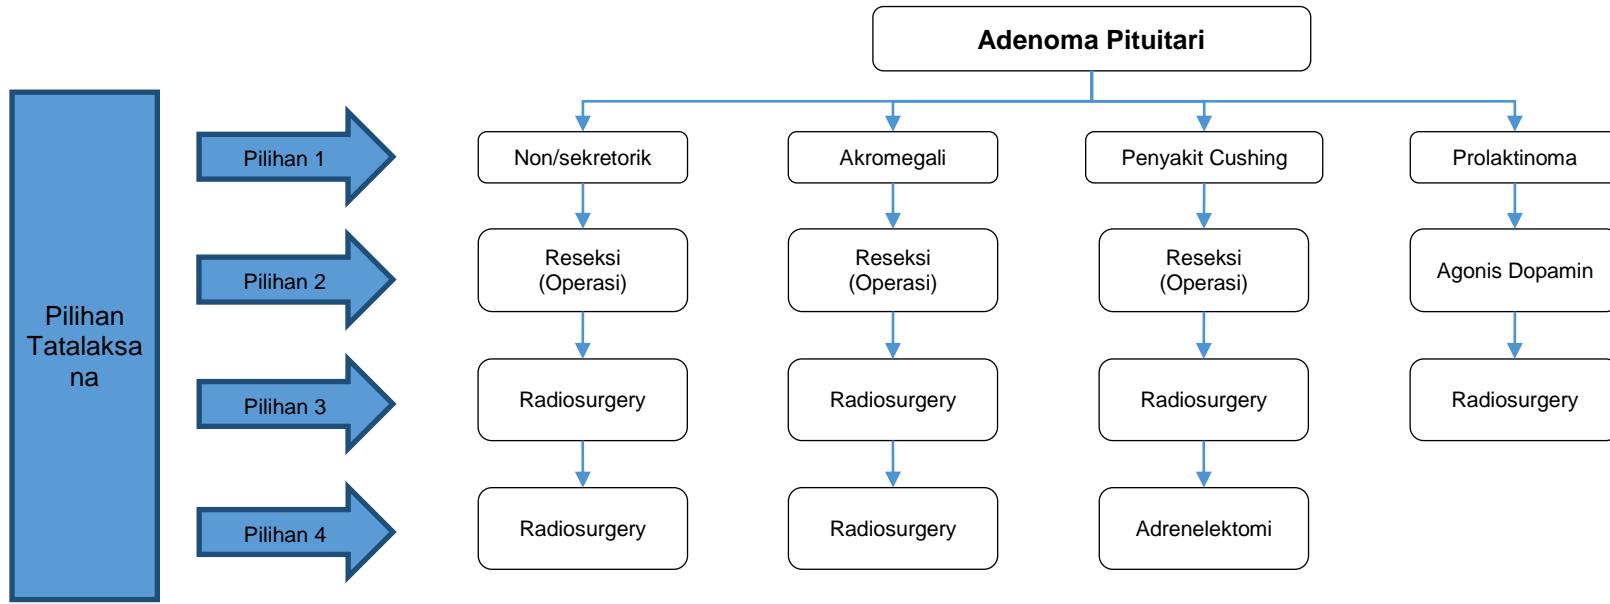 Adenoma Pituitari
Pilihan
Tatalaksa
na
Pilihan 1
Non/sekretorik
Akromegali
Penyakit Cushing
Prolaktinoma
Pilihan 2
Reseksi
(Operasi)
Reseksi
(Operasi)
Reseksi
(Operasi)
Agonis Dopamin
Pilihan 3
Radiosurgery
Radiosurgery
Radiosurgery
Radiosurgery
Pilihan 4
Radiosurgery
Radiosurgery
Adrenelektomi